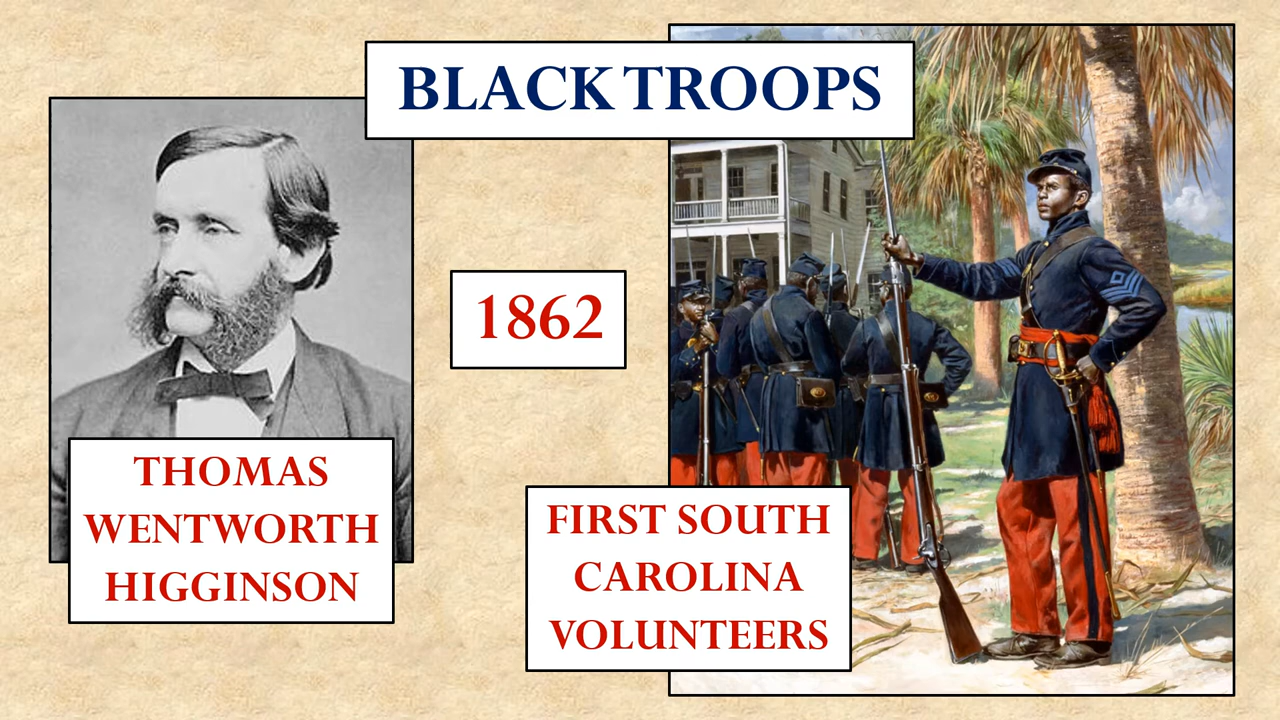 BLACK TROOPS
1862
THOMAS
WENTWORTH
HIGGINSON
FIRST SOUTH
CAROLINA
VOLUNTEERS